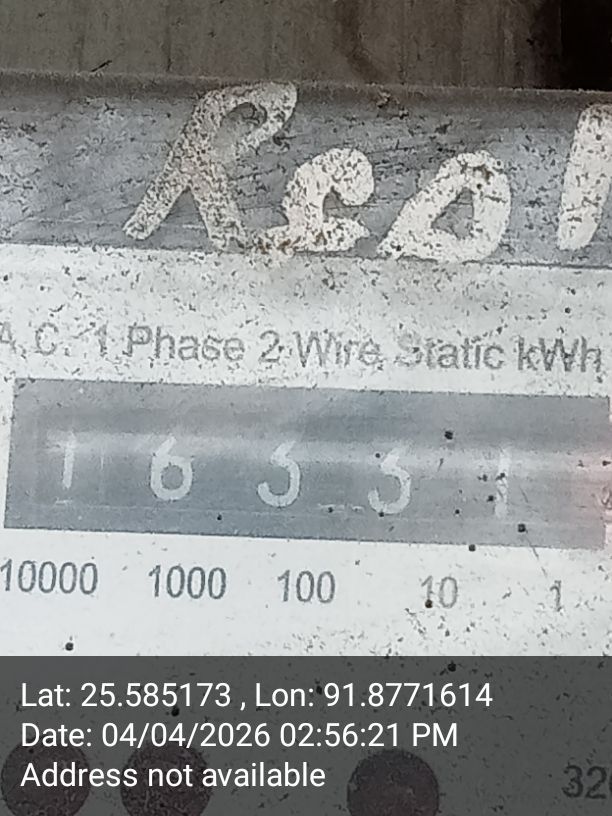 Real
A.C. 1 Phase 2 Wire Static kWh
1 6 3 3 1
10000 1000 100 10 1
Lat: 25.585173 , Lon: 91.8771614
Date: 04/04/2026 02:56:21 PM
Address not available